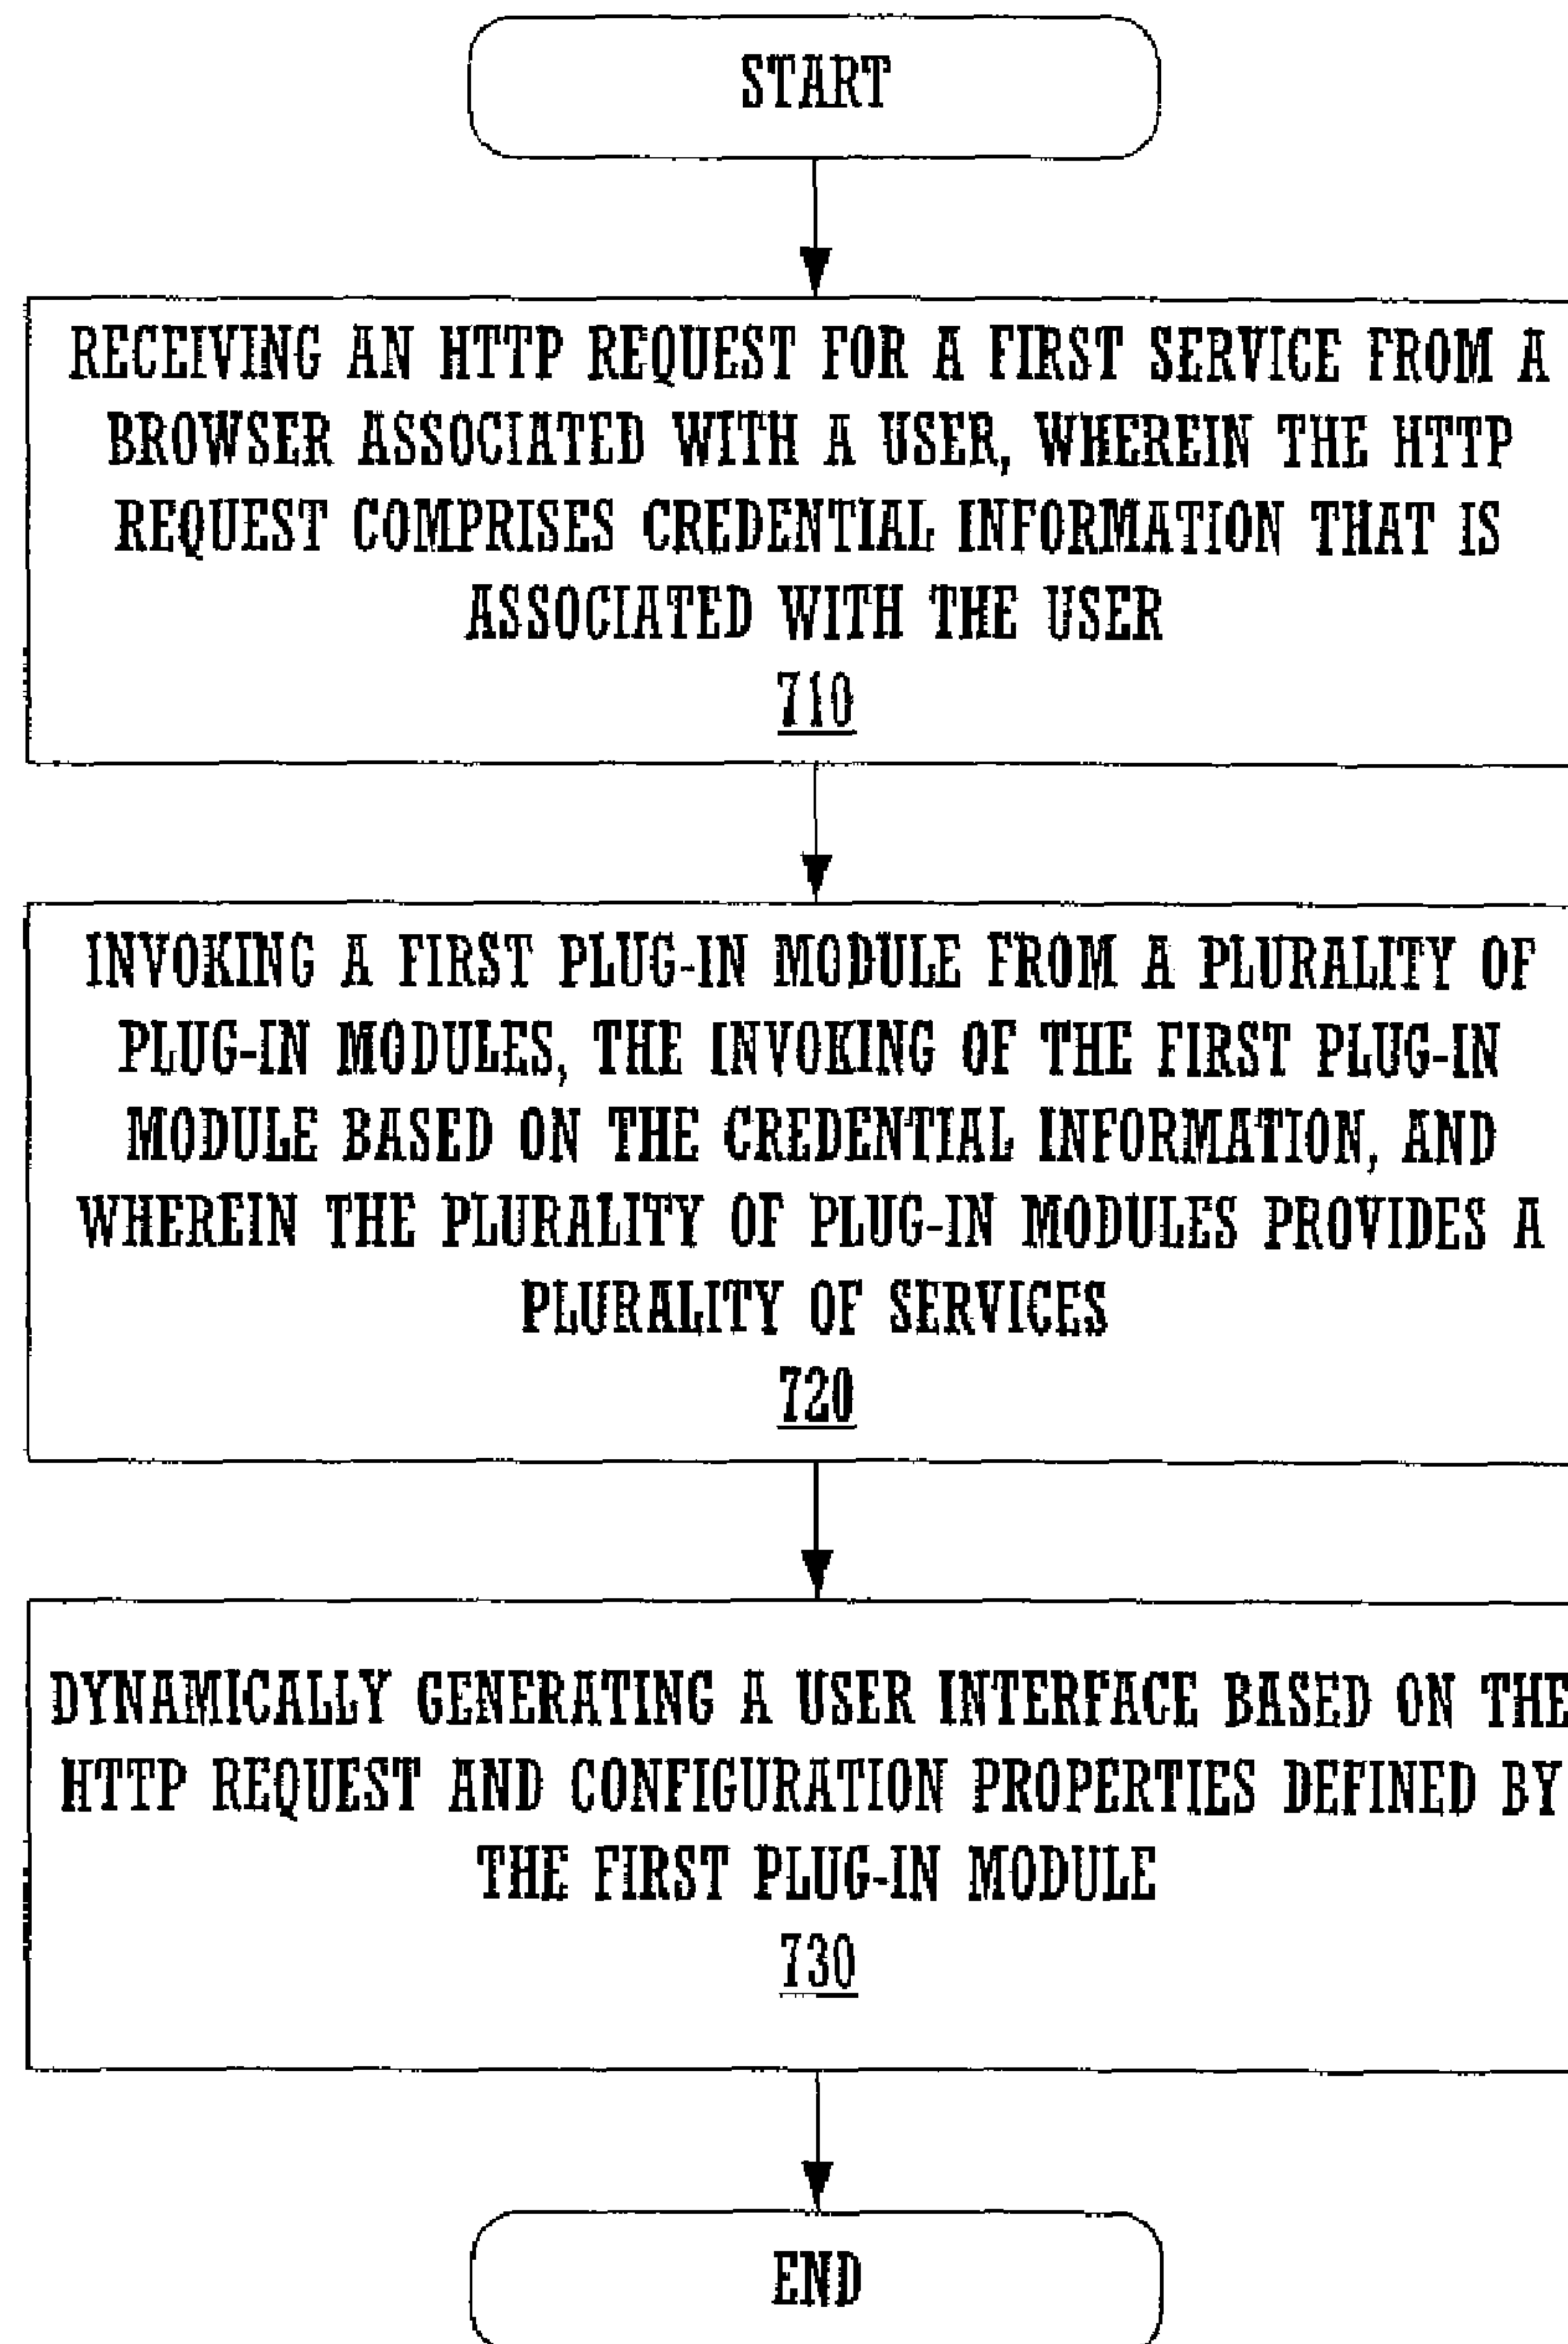 START
RECEIVING AN HTTP REQUEST FOR A FIRST SERVICE FROM A
BROWSER ASSOCIATED WITH A USER, WHEREIN THE HTTP
REQUEST COMPRISES CREDENTIAL INFORMATION THAT IS
ASSOCIATED WITH THE USER
710
INVOKING A FIRST PLUG-IN MODULE FROM A PLURALITY OF
PLUG-IN MODULES, THE INVOKING OF THE FIRST PLUG-IN
MODULE BASED ON THE CREDENTIAL INFORMATION, AND
WHEREIN THE PLURALITY OF PLUG-IN MODULES PROVIDES A
PLURALITY OF SERVICES
720
DYNAMICALLY GENERATING A USER INTERFACE BASED ON THE
HTTP REQUEST AND CONFIGURATION PROPERTIES DEFINED BY
THE FIRST PLUG-IN MODULE
730
END